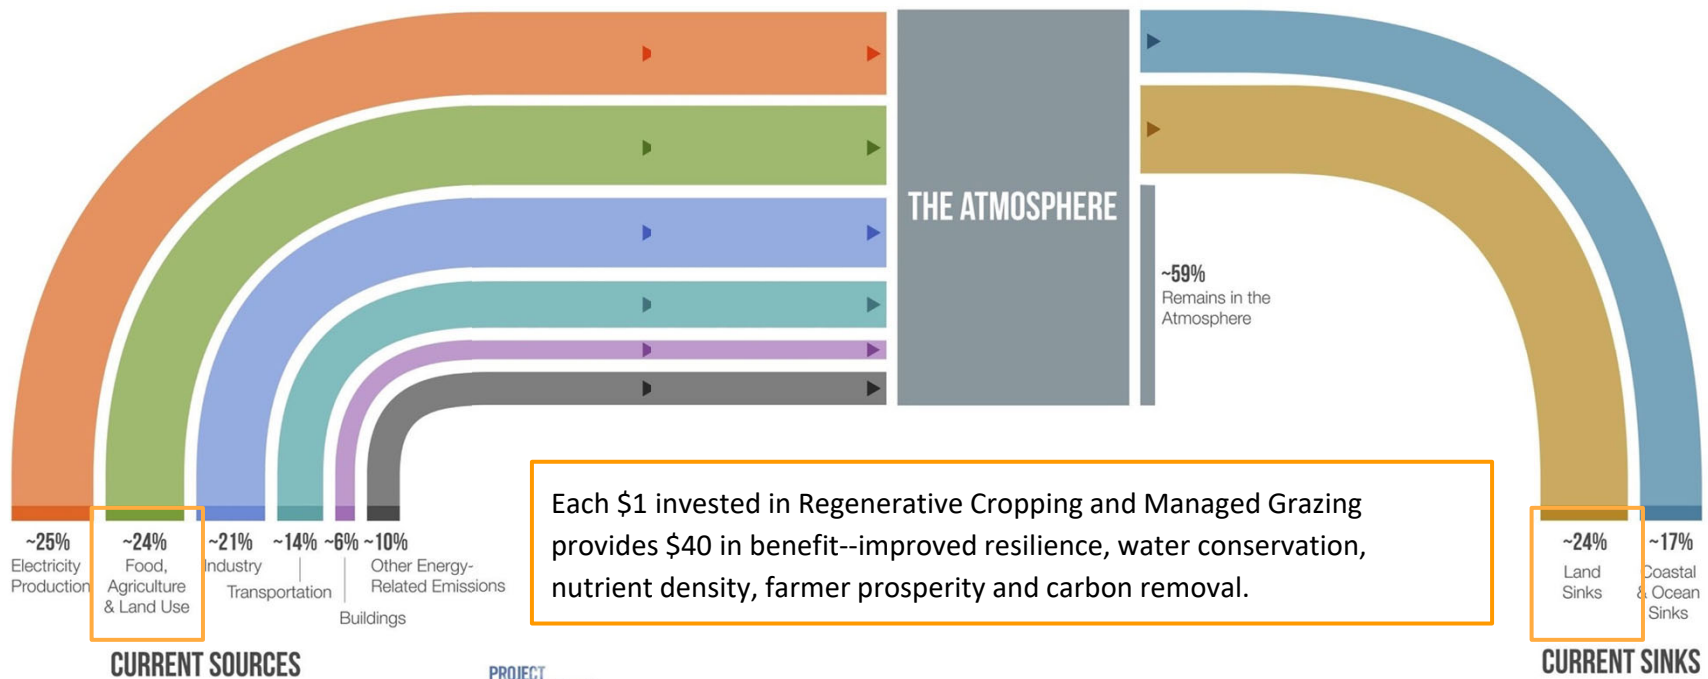 THE ATMOSPHERE
~59%
Remains in the
Atmosphere
~25%
Electricity
Production
~24%
Food,
Agriculture
& Land Use
~21%
Industry
~14%
Transportation
~6%
Buildings
~10%
Other Energy-
Related Emissions
Each $1 invested in Regenerative Cropping and Managed Grazing
provides $40 in benefit--improved resilience, water conservation,
nutrient density, farmer prosperity and carbon removal.
~24%
Land
Sinks
~17%
Coastal
& Ocean
Sinks
CURRENT SOURCES
PROJECT
CURRENT SINKS